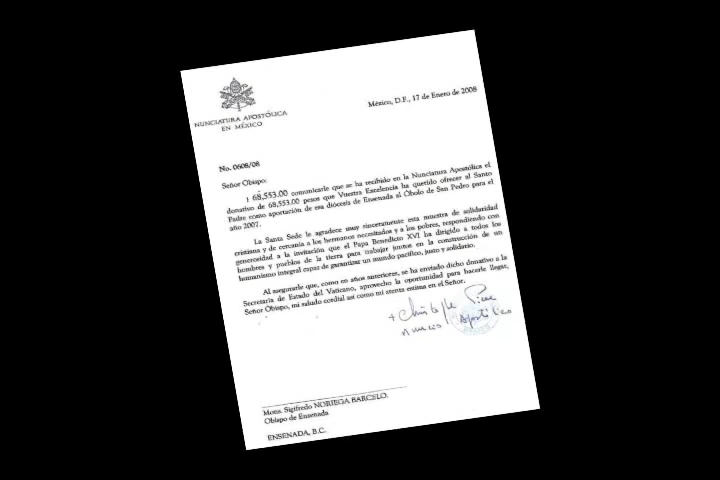 NUNCIATURA APOSTÓLICA
EN MÉXICO
México, D.F., 17 de Enero de 2008
No. 0608/08
Señor Obispo:
68,553.00 comunicarle que se ha recibido en la Nunciatura Apostólica el
donativo de 68,553.00 pesos que Vuestra Excelencia ha querido ofrecer al Santo
Padre como aportación de esa diócesis de Ensenada al Óbolo de San Pedro para el
año 2007.
La Santa Sede le agradece muy sinceramente esta muestra de solidaridad
cristiana y de cercanía a los hermanos necesitados y a los pobres, respondiendo con
generosidad a la invitación que el Papa Benedicto XVI ha dirigido a todos los
hombres y pueblos de la tierra para trabajar juntos en la construcción de un
humanismo integral capaz de garantizar un mundo pacífico, justo y solidario.
Al asegurarle que, como en años anteriores, se ha enviado dicho donativo a la
Secretaría de Estado del Vaticano, aprovecho la oportunidad para hacerle llegar,
Señor Obispo, mi saludo cordial así como mi atenta estima en el Señor.
+ Christophe Pierre
Nuncio Apostólico
Mons. Sigifredo NORIEGA BARCELO.
Obispo de Ensenada
ENSENADA, B.C.